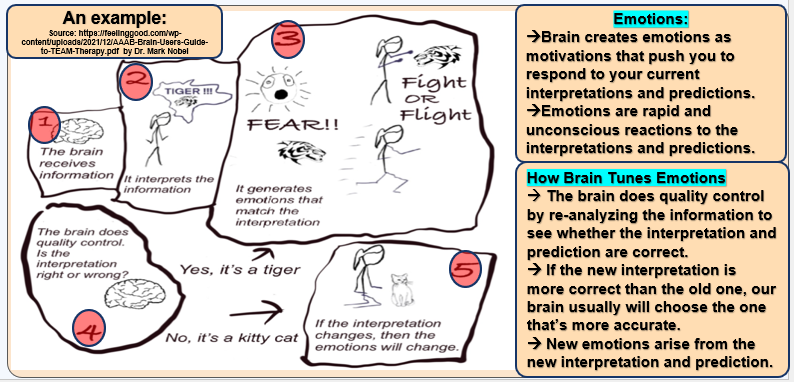 An example:
Source: https://feelinggood.com/wp-
content/uploads/2021/12/AAAB-Brain-Users-Guide-
to-TEAM-Therapy.pdf by Dr. Mark Nobel
1
The brain
receives
information
2
TIGER !!!
It interprets the
information
3
FEAR!!
Fight
OR
Flight
It generates
emotions that
match the
interpretation
The brain does
quality control.
Is the
interpretation
right or wrong?
4
Yes, it's a tiger
No, it's a kitty cat
5
If the interpretation
changes, then the
emotions will change.
Emotions:
→Brain creates emotions as
motivations that push you to
respond to your current
interpretations and predictions.
→Emotions are rapid and
unconscious reactions to the
interpretations and predictions.
How Brain Tunes Emotions
→ The brain does quality control
by re-analyzing the information to
see whether the interpretation and
prediction are correct.
→ If the new interpretation is
more correct than the old one, our
brain usually will choose the one
that's more accurate.
→ New emotions arise from the
new interpretation and prediction.